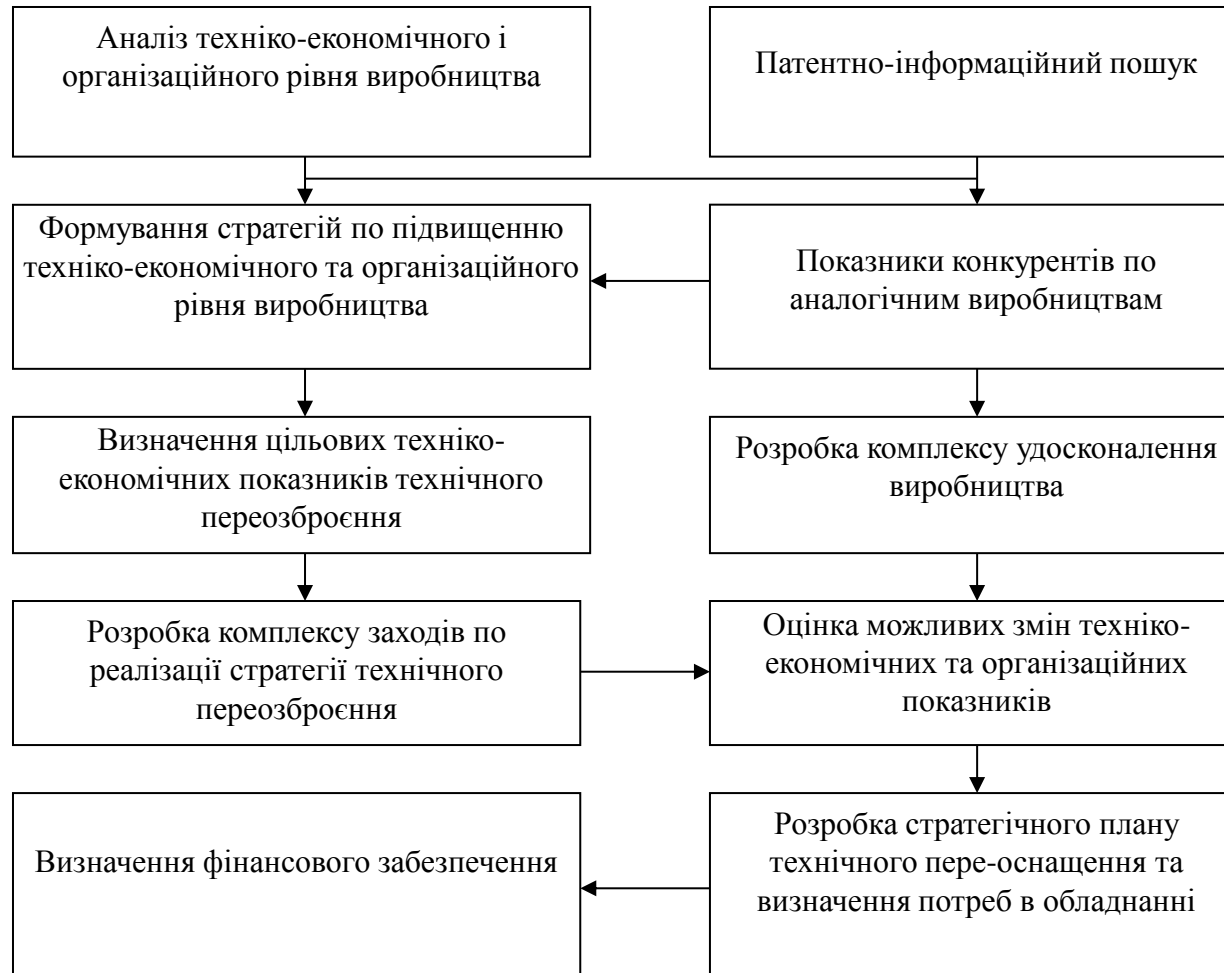 Аналіз техніко-економічного і
організаційного рівня виробництва
Патентно-інформаційний пошук
Формування стратегій по підвищенню
техніко-економічного та організаційного
рівня виробництва
Показники конкурентів по
аналогічним виробництвам
Визначення цільових техніко-
економічних показників технічного
переозброєння
Розробка комплексу удосконалення
виробництва
Розробка комплексу заходів по
реалізації стратегії технічного
переозброєння
Оцінка можливих змін техніко-
економічних та організаційних
показників
Визначення фінансового забезпечення
Розробка стратегічного плану
технічного пере-оснащення та
визначення потреб в обладнанні